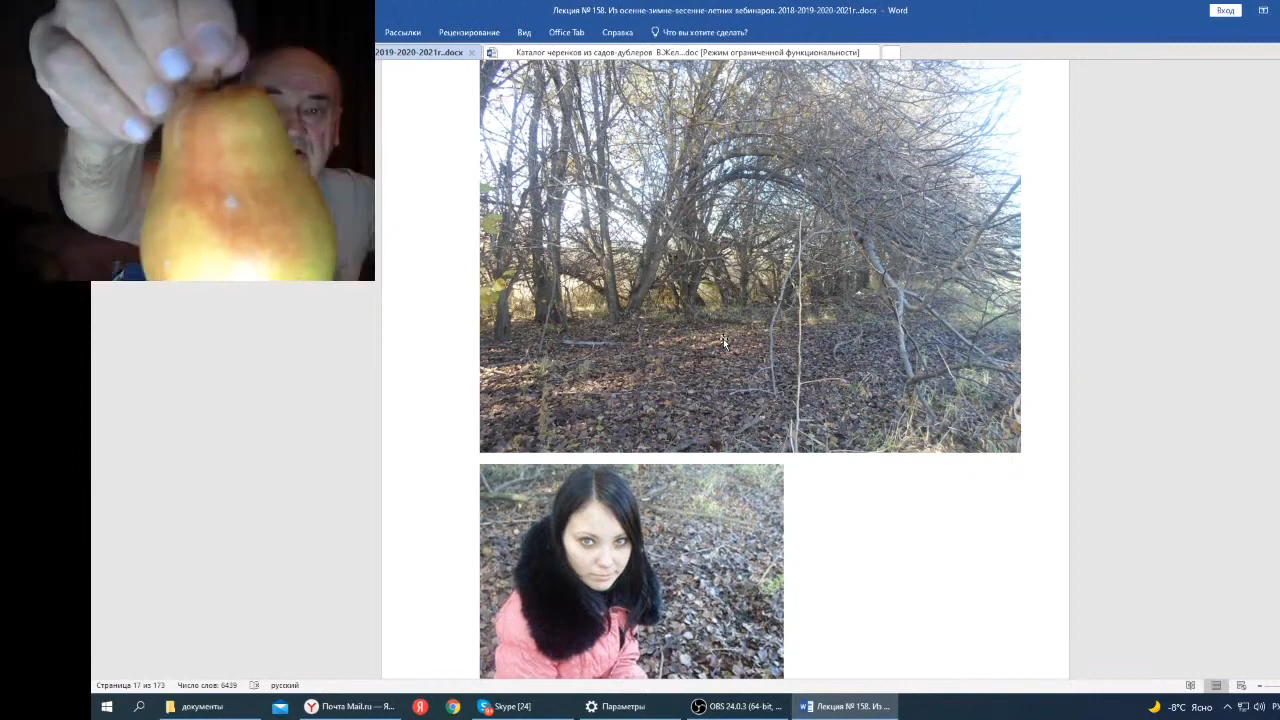 Лекция № 158. Из осенне-зимне-весенне-летних вебинаров. 2018-2019-2020-2021г..docx - Word
Вход
Рассылки Рецензирование Вид Office Tab Справка Что вы хотите сделать?
2019-2020-2021г..docx
Каталог черенков из садов-дублеров В.Жел...doc [Режим ограниченной функциональности]
Страница 17 из 173 Число слов: 6439 русский
документы
Почта Mail.ru — Я...
Я
Skype [24]
Параметры
OBS 24.0.3 (64-bit, ...
Лекция № 158. Из ...
-8°C Ясно